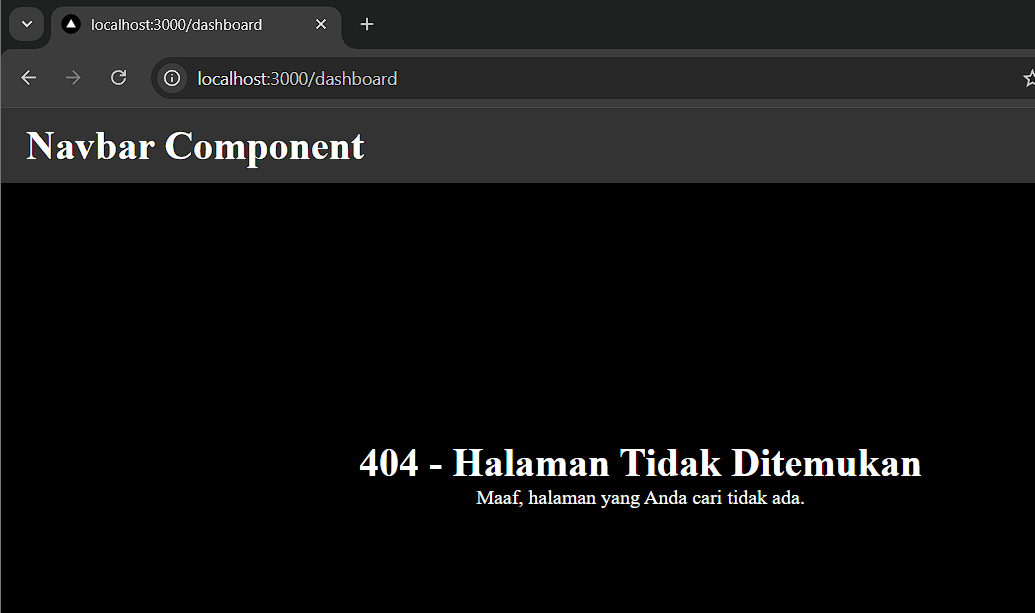 localhost:3000/dashboard
localhost:3000/dashboard
Navbar Component
404 - Halaman Tidak Ditemukan
Maaf, halaman yang Anda cari tidak ada.